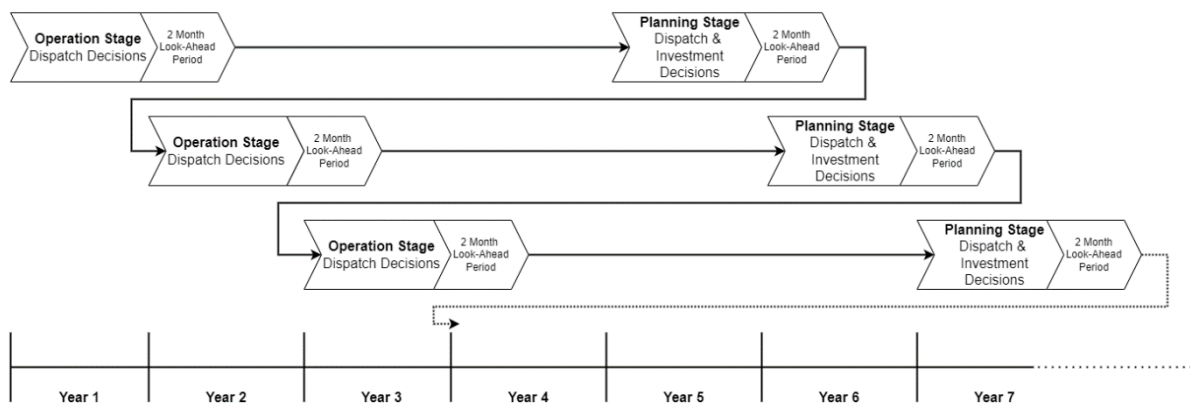 Operation Stage
Dispatch Decisions
2 Month
Look-Ahead
Period
Planning Stage
Dispatch &
Investment
Decisions
2 Month
Look-Ahead
Period
Operation Stage
Dispatch Decisions
2 Month
Look-Ahead
Period
Planning Stage
Dispatch &
Investment
Decisions
2 Month
Look-Ahead
Period
Operation Stage
Dispatch Decisions
2 Month
Look-Ahead
Period
Planning Stage
Dispatch &
Investment
Decisions
2 Month
Look-Ahead
Period
Year 1
Year 2
Year 3
Year 4
Year 5
Year 6
Year 7